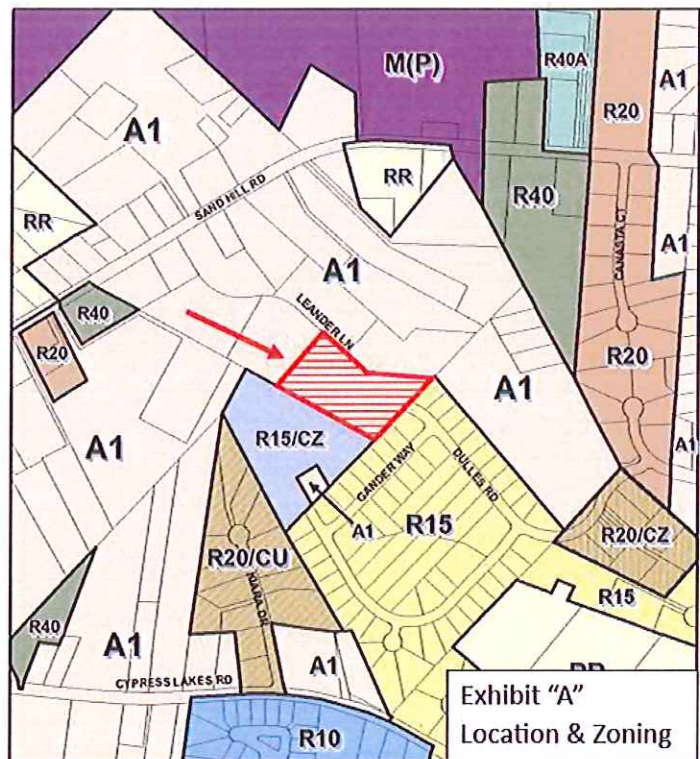 M(P)
R40A
A1
R20
A1
RR
SAND HILL RD
R40
CANASTA CT
RR
A1
A1
R40
LEANDER LN
R20
R20
A1
A1
A1
R15/CZ
GANDER WAY
DULLES RD
A1
R15
R20/CZ
R20/CU
R15
R40
A1
A1
CYPRESS LAKES RD
R10
Exhibit "A"
Location & Zoning